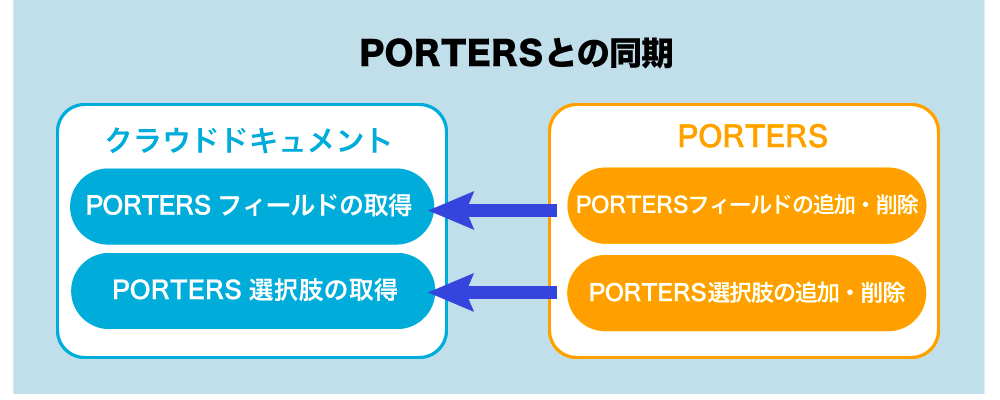 PORTERSとの同期
クラウドドキュメント
PORTERS フィールドの取得
PORTERS 選択肢の取得
PORTERS
PORTERSフィールドの追加・削除
PORTERS選択肢の追加・削除